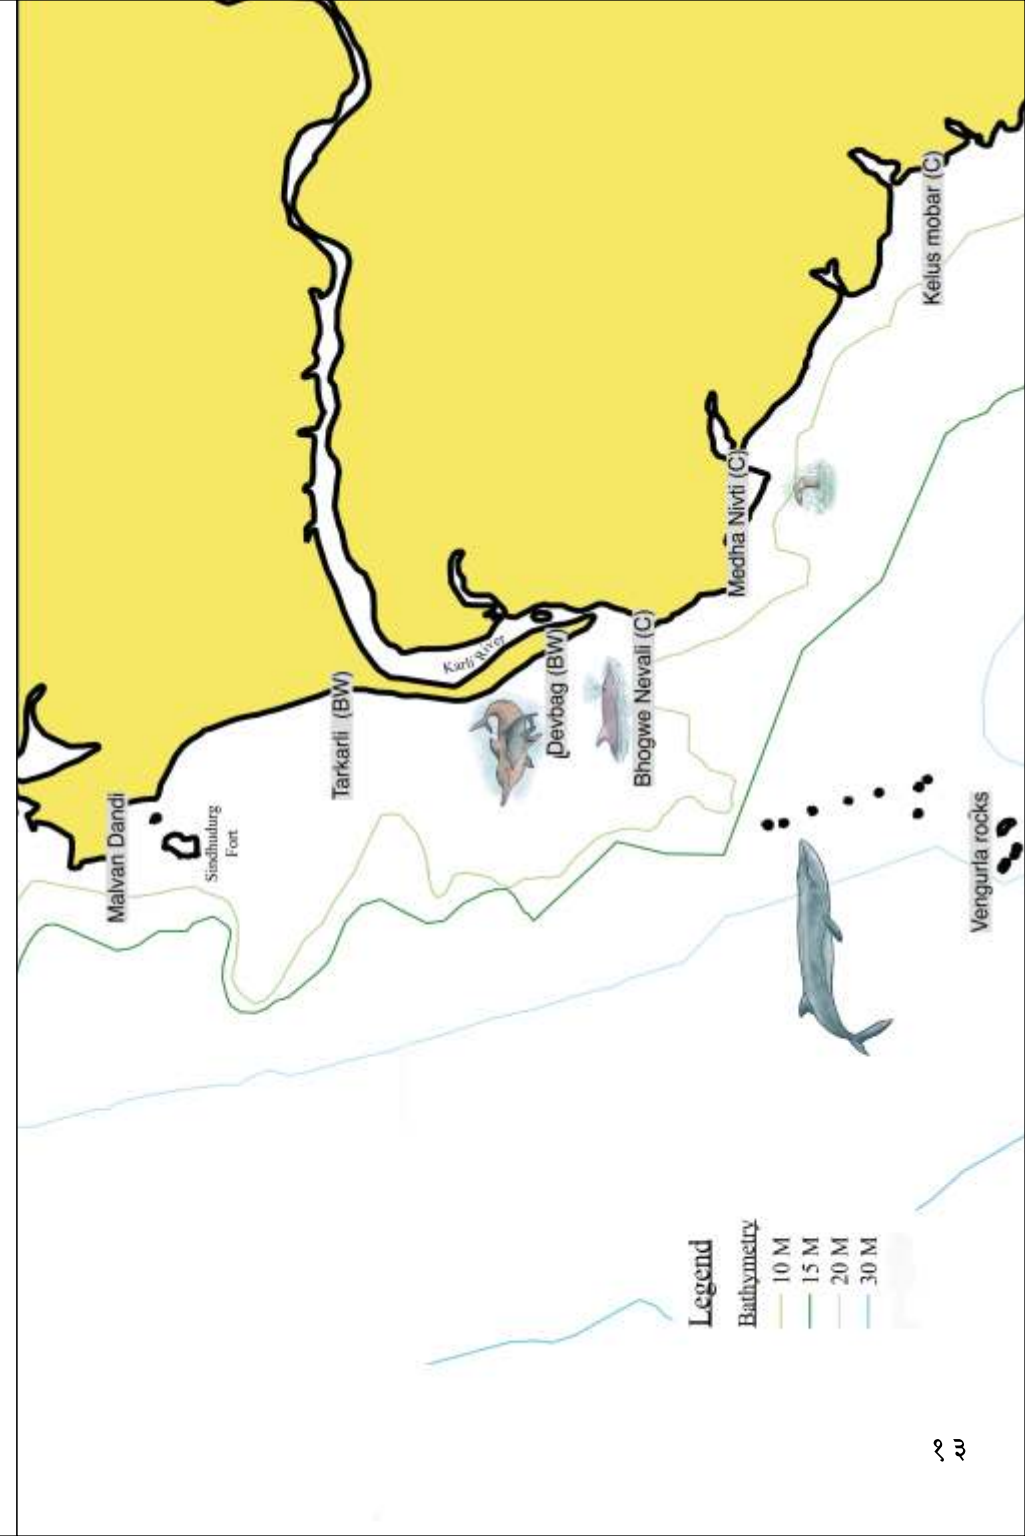 Malvan Dandi
Sindhudurg
Fort
Tarkarli (BW)
Karli River
Devbag (BW)
Bhogwe Nevali (C)
Medha Nivti (C)
Kelus mobar (C)
Vengurla rocks
Legend
Bathymetry
10 M
15 M
20 M
30 M
१३